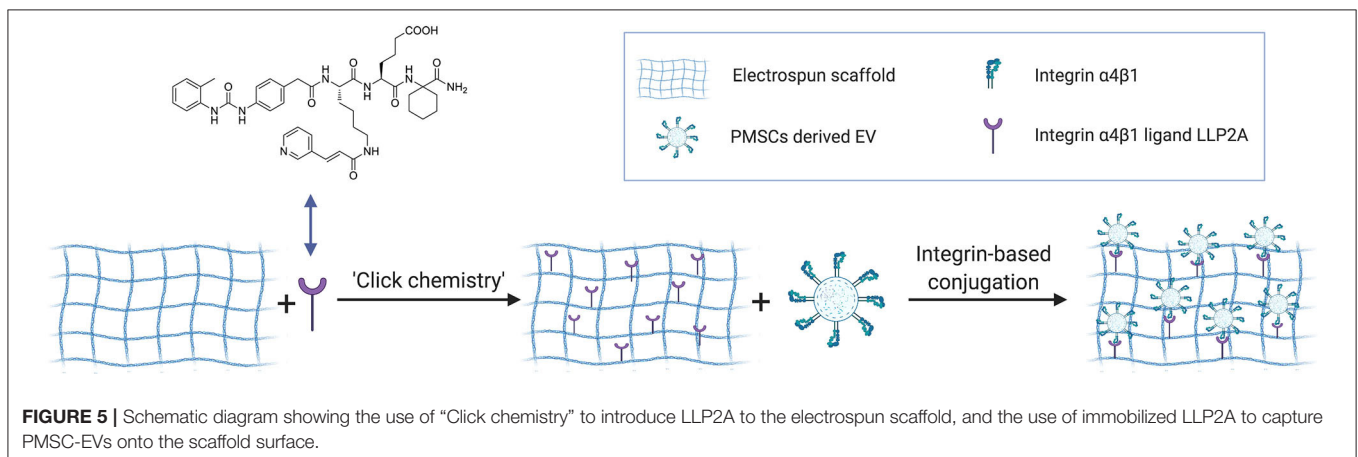 COOH
H
N
O
O
H
N
O
NH₂
N
H
N
H
O
O
N
H
O
N
NH
O
Electrospun scaffold
Integrin α4β1
PMSCs derived EV
Integrin α4β1 ligand LLP2A
+
'Click chemistry'
+
Integrin-based
conjugation
FIGURE 5 | Schematic diagram showing the use of “Click chemistry” to introduce LLP2A to the electrospun scaffold, and the use of immobilized LLP2A to capture
PMSC-EVs onto the scaffold surface.